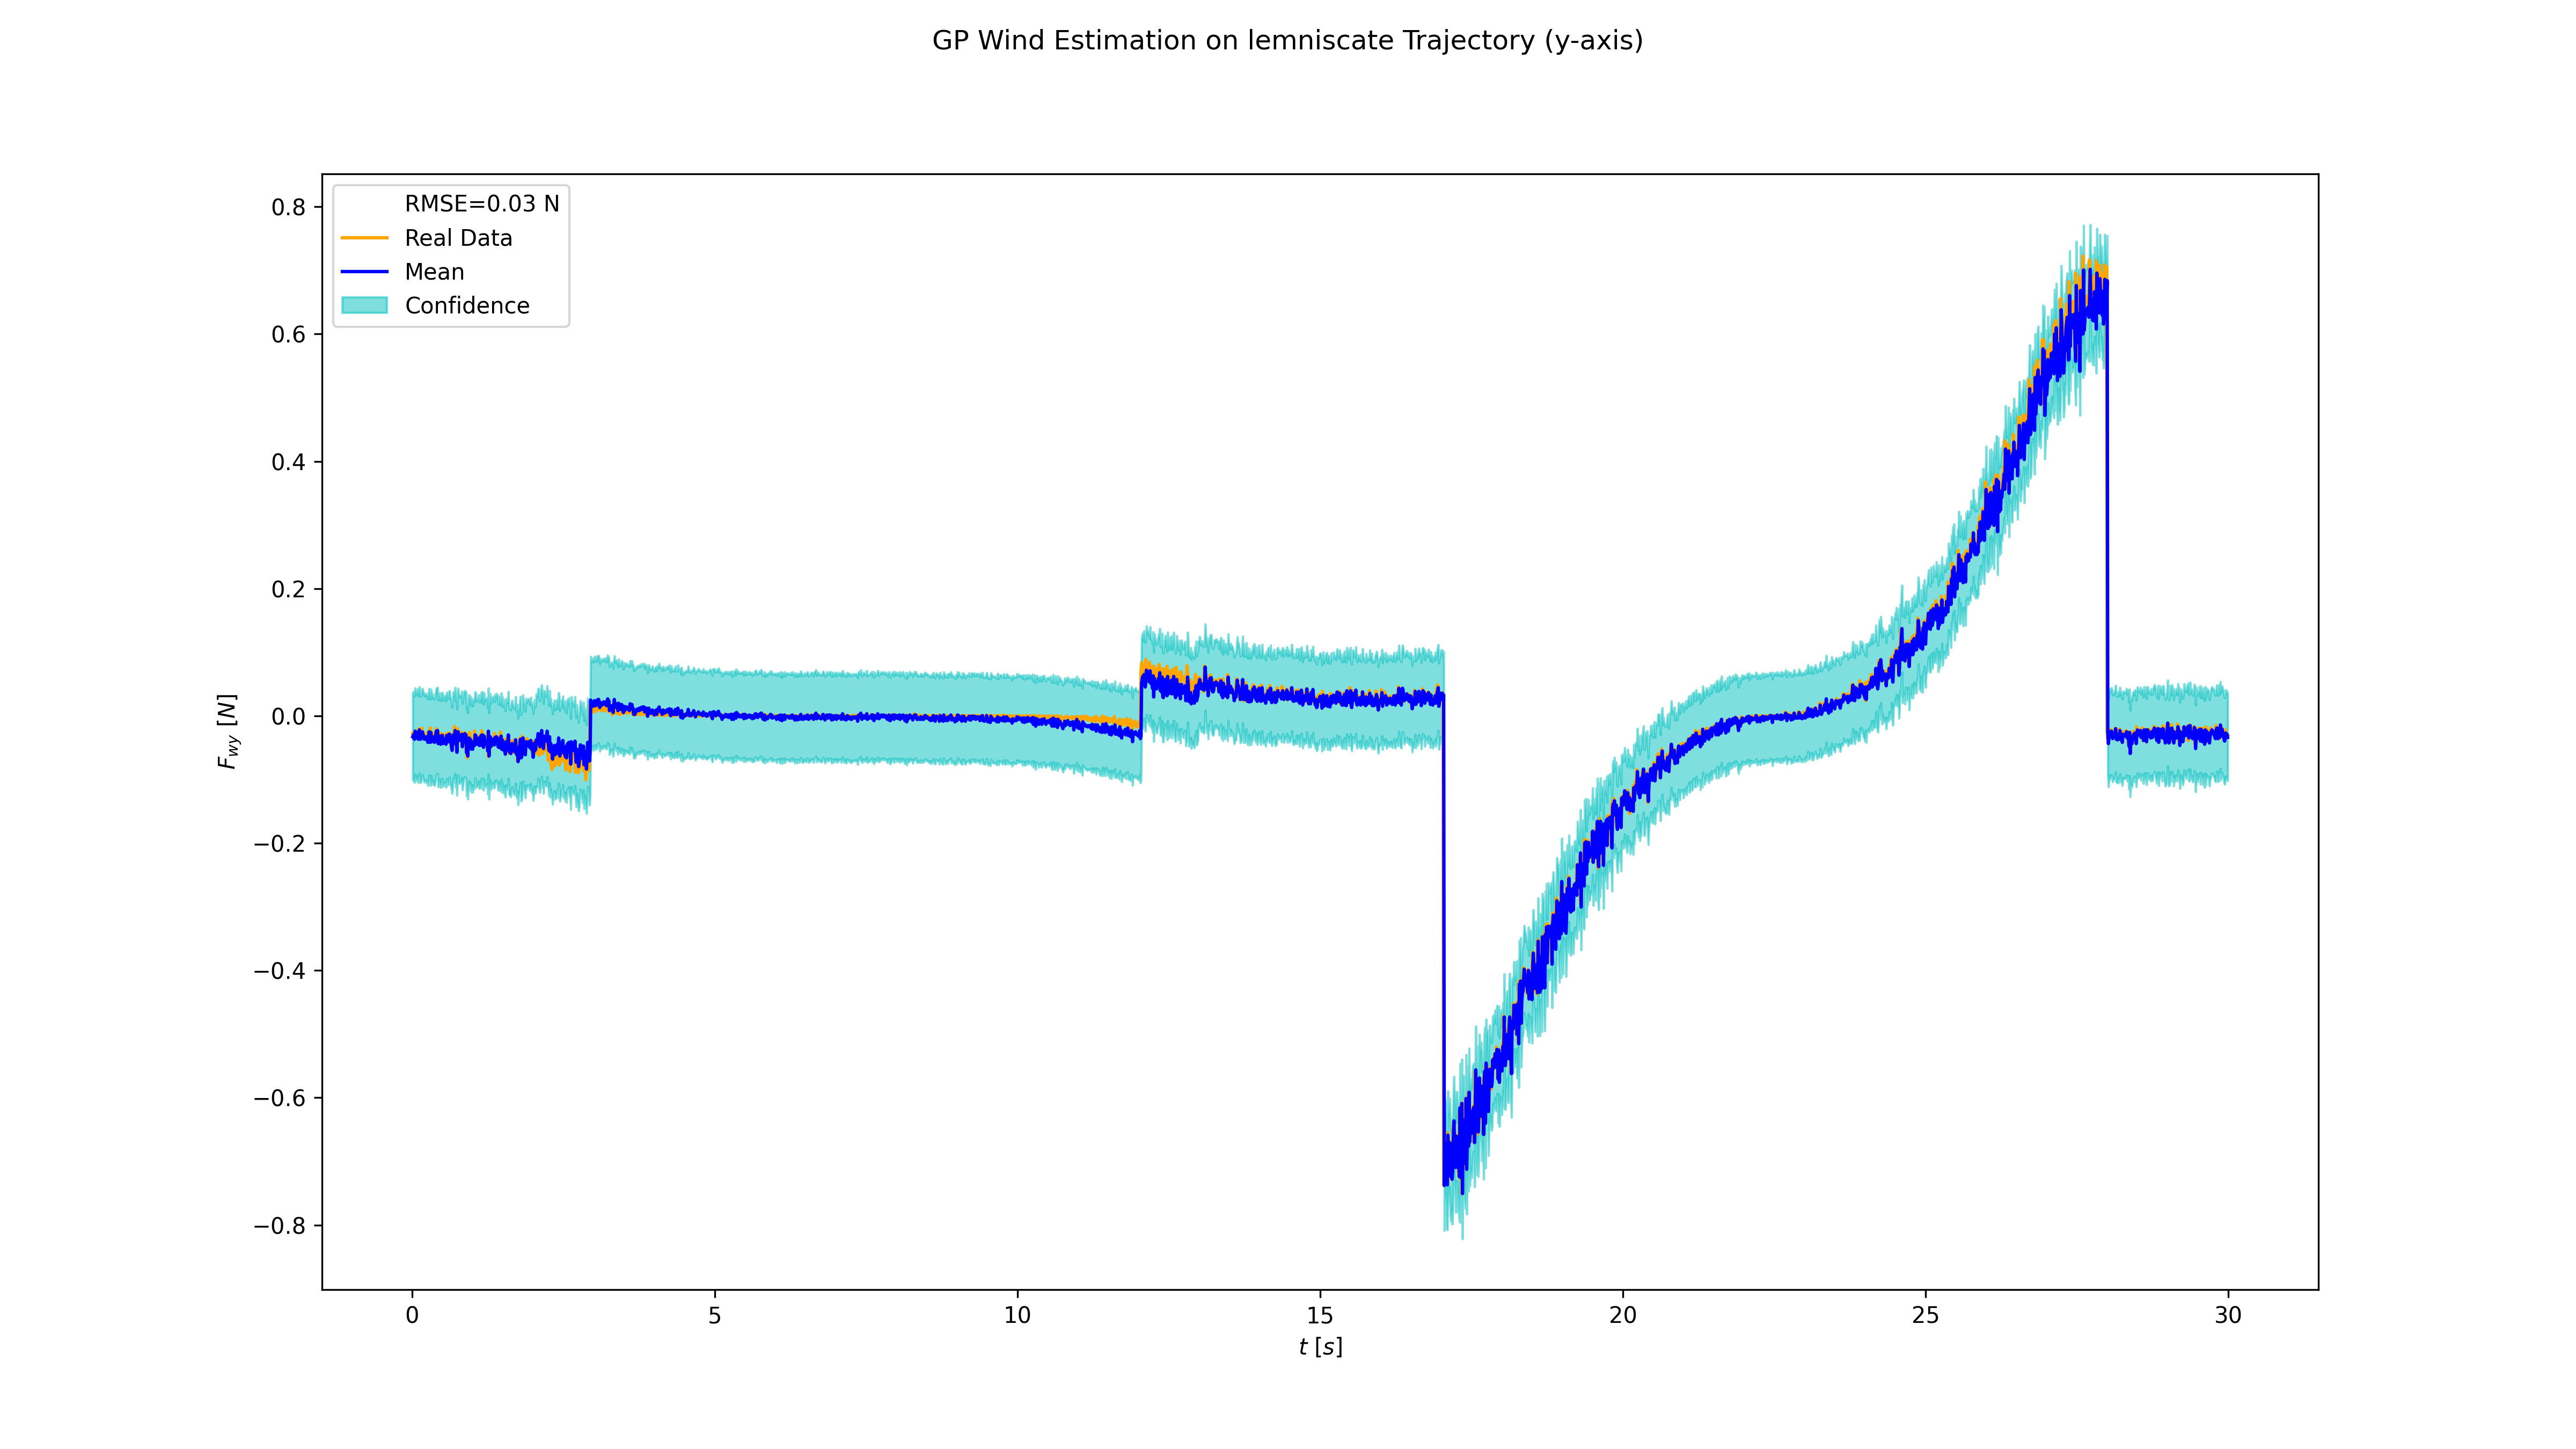 GP Wind Estimation on lemniscate Trajectory (y-axis)
RMSE=0.03 N
Real Data
Mean
Confidence
0.8
0.6
0.4
0.2
0.0
−0.2
−0.4
−0.6
−0.8
F_{wy} [N]
0 5 10 15 20 25 30
t [s]